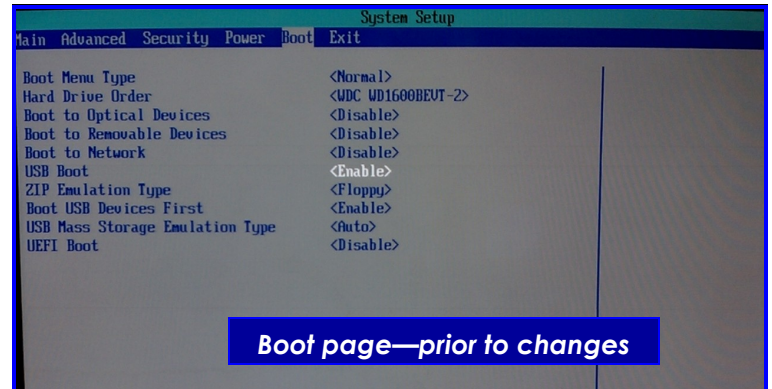 System Setup
Main Advanced Security Power Boot Exit
Boot Menu Type <Normal>
Hard Drive Order <WDC WD1600BEVT-2>
Boot to Optical Devices <Disable>
Boot to Removable Devices <Disable>
Boot to Network <Disable>
USB Boot <Enable>
ZIP Emulation Type <Floppy>
Boot USB Devices First <Enable>
USB Mass Storage Emulation Type <Auto>
UEFI Boot <Disable>
Boot page—prior to changes